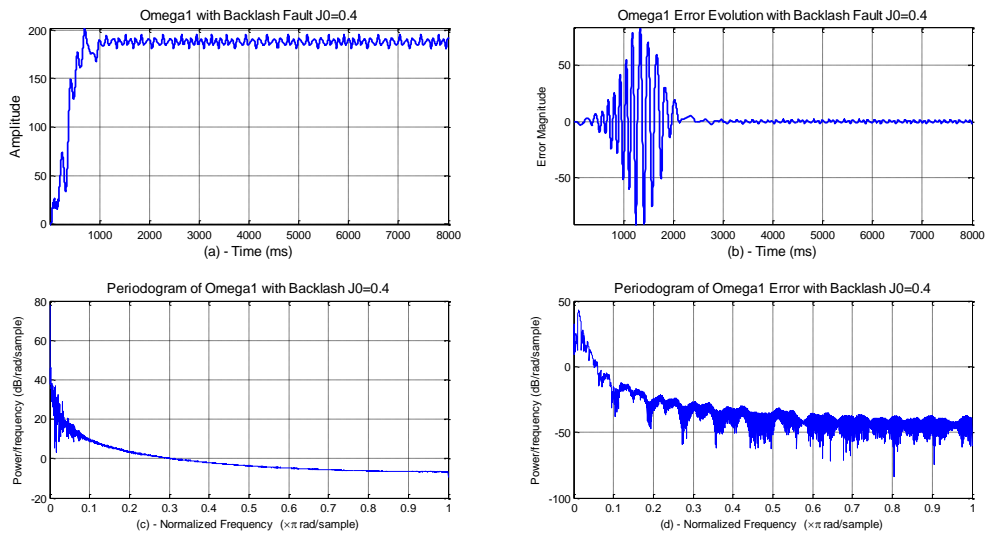 Omega1 with Backlash Fault J0=0.4
Amplitude
200
150
100
50
0
1000 2000 3000 4000 5000 6000 7000 8000
(a) - Time (ms)
Omega1 Error Evolution with Backlash Fault J0=0.4
Error Magnitude
50
0
-50
1000 2000 3000 4000 5000 6000 7000 8000
(b) - Time (ms)
Periodogram of Omega1 with Backlash J0=0.4
Power/frequency (dB/rad/sample)
80
60
40
20
0
-20
0 0.1 0.2 0.3 0.4 0.5 0.6 0.7 0.8 0.9 1
(c) - Normalized Frequency (×π rad/sample)
Periodogram of Omega1 Error with Backlash J0=0.4
Power/frequency (dB/rad/sample)
50
0
-50
-100
0 0.1 0.2 0.3 0.4 0.5 0.6 0.7 0.8 0.9 1
(d) - Normalized Frequency (×π rad/sample)